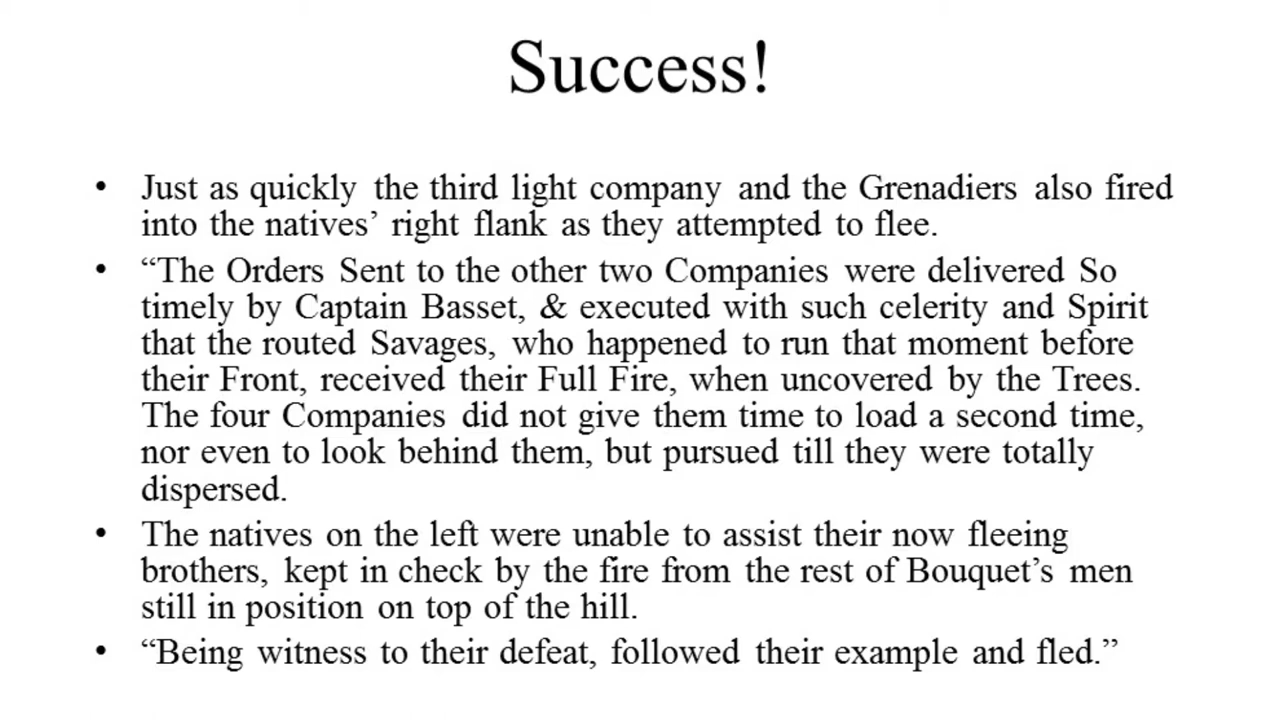 Success!
• Just as quickly the third light company and the Grenadiers also fired
into the natives’ right flank as they attempted to flee.
• “The Orders Sent to the other two Companies were delivered So
timely by Captain Basset, & executed with such celerity and Spirit
that the routed Savages, who happened to run that moment before
their Front, received their Full Fire, when uncovered by the Trees.
The four Companies did not give them time to load a second time,
nor even to look behind them, but pursued till they were totally
dispersed.
• The natives on the left were unable to assist their now fleeing
brothers, kept in check by the fire from the rest of Bouquet’s men
still in position on top of the hill.
• “Being witness to their defeat, followed their example and fled.”